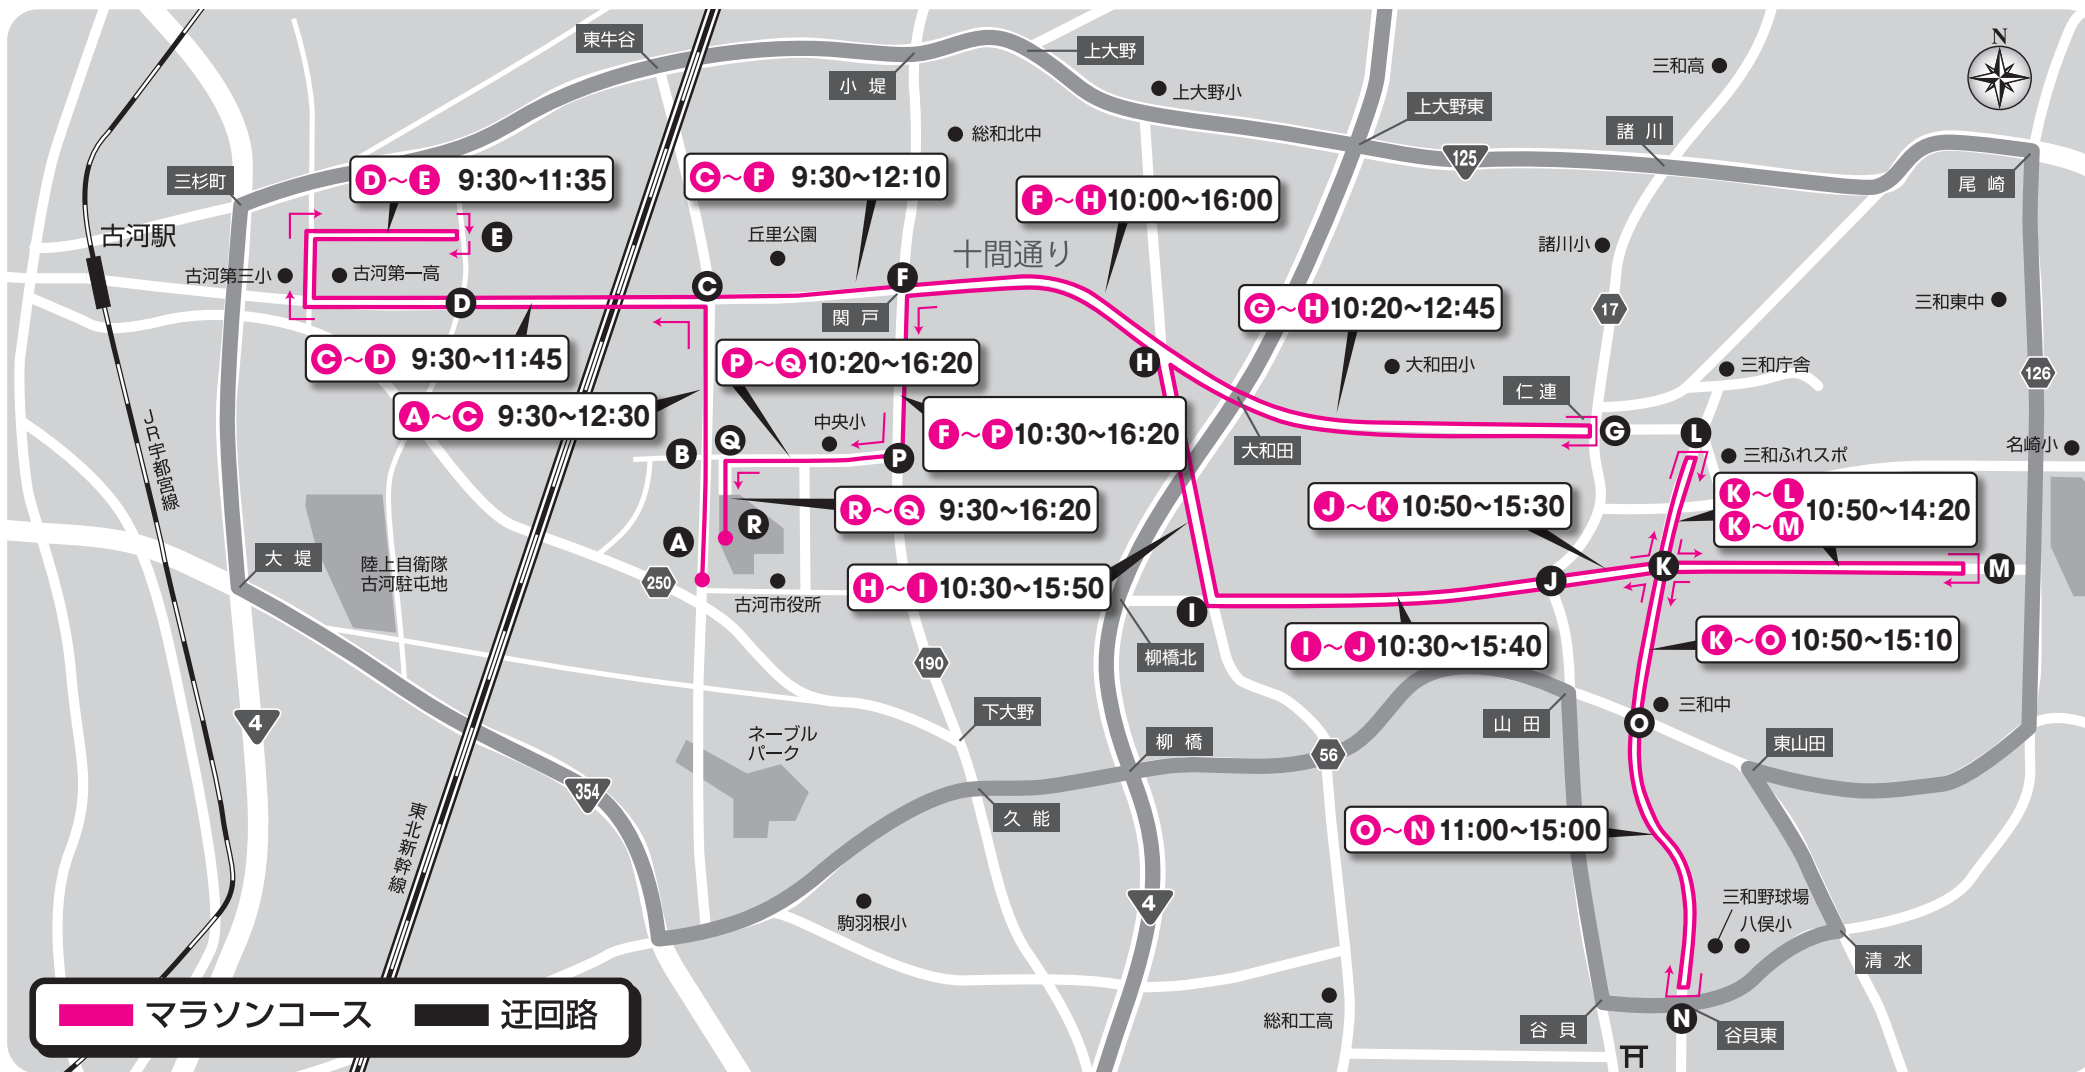 東牛谷
上大野
小 堤
上大野小
三和高
N
上大野東
総和北中
諸 川
125
三杉町
D～E 9:30~11:35
C～F 9:30~12:10
F～H 10:00~16:00
尾 崎
古河駅
E
丘里公園
十間通り
諸川小
古河第三小
古河第一高
C
F
D
関 戸
G～H 10:20~12:45
17
三和東中
C～D 9:30~11:45
P～Q 10:20~16:20
H
大和田小
三和庁舎
126
仁 連
A～C 9:30~12:30
中央小
F～P 10:30~16:20
B
Q
P
大和田
G
L
三和ふれスポ
名崎小
JR宇都宮線
R～Q 9:30~16:20
J～K 10:50~15:30
K～L
K～M
10:50~14:20
R
A
大 堤
陸上自衛隊
古河駐屯地
250
古河市役所
H～I 10:30~15:50
I
J
K
M
190
柳橋北
I～J 10:30~15:40
K～O 10:50~15:10
4
下大野
三和中
O
山 田
ネーブル
パーク
柳 橋
56
東山田
354
久 能
東北新幹線
O～N 11:00~15:00
4
駒羽根小
三和野球場
八俣小
清 水
総和工高
谷 貝
N
谷貝東
マラソンコース
迂回路